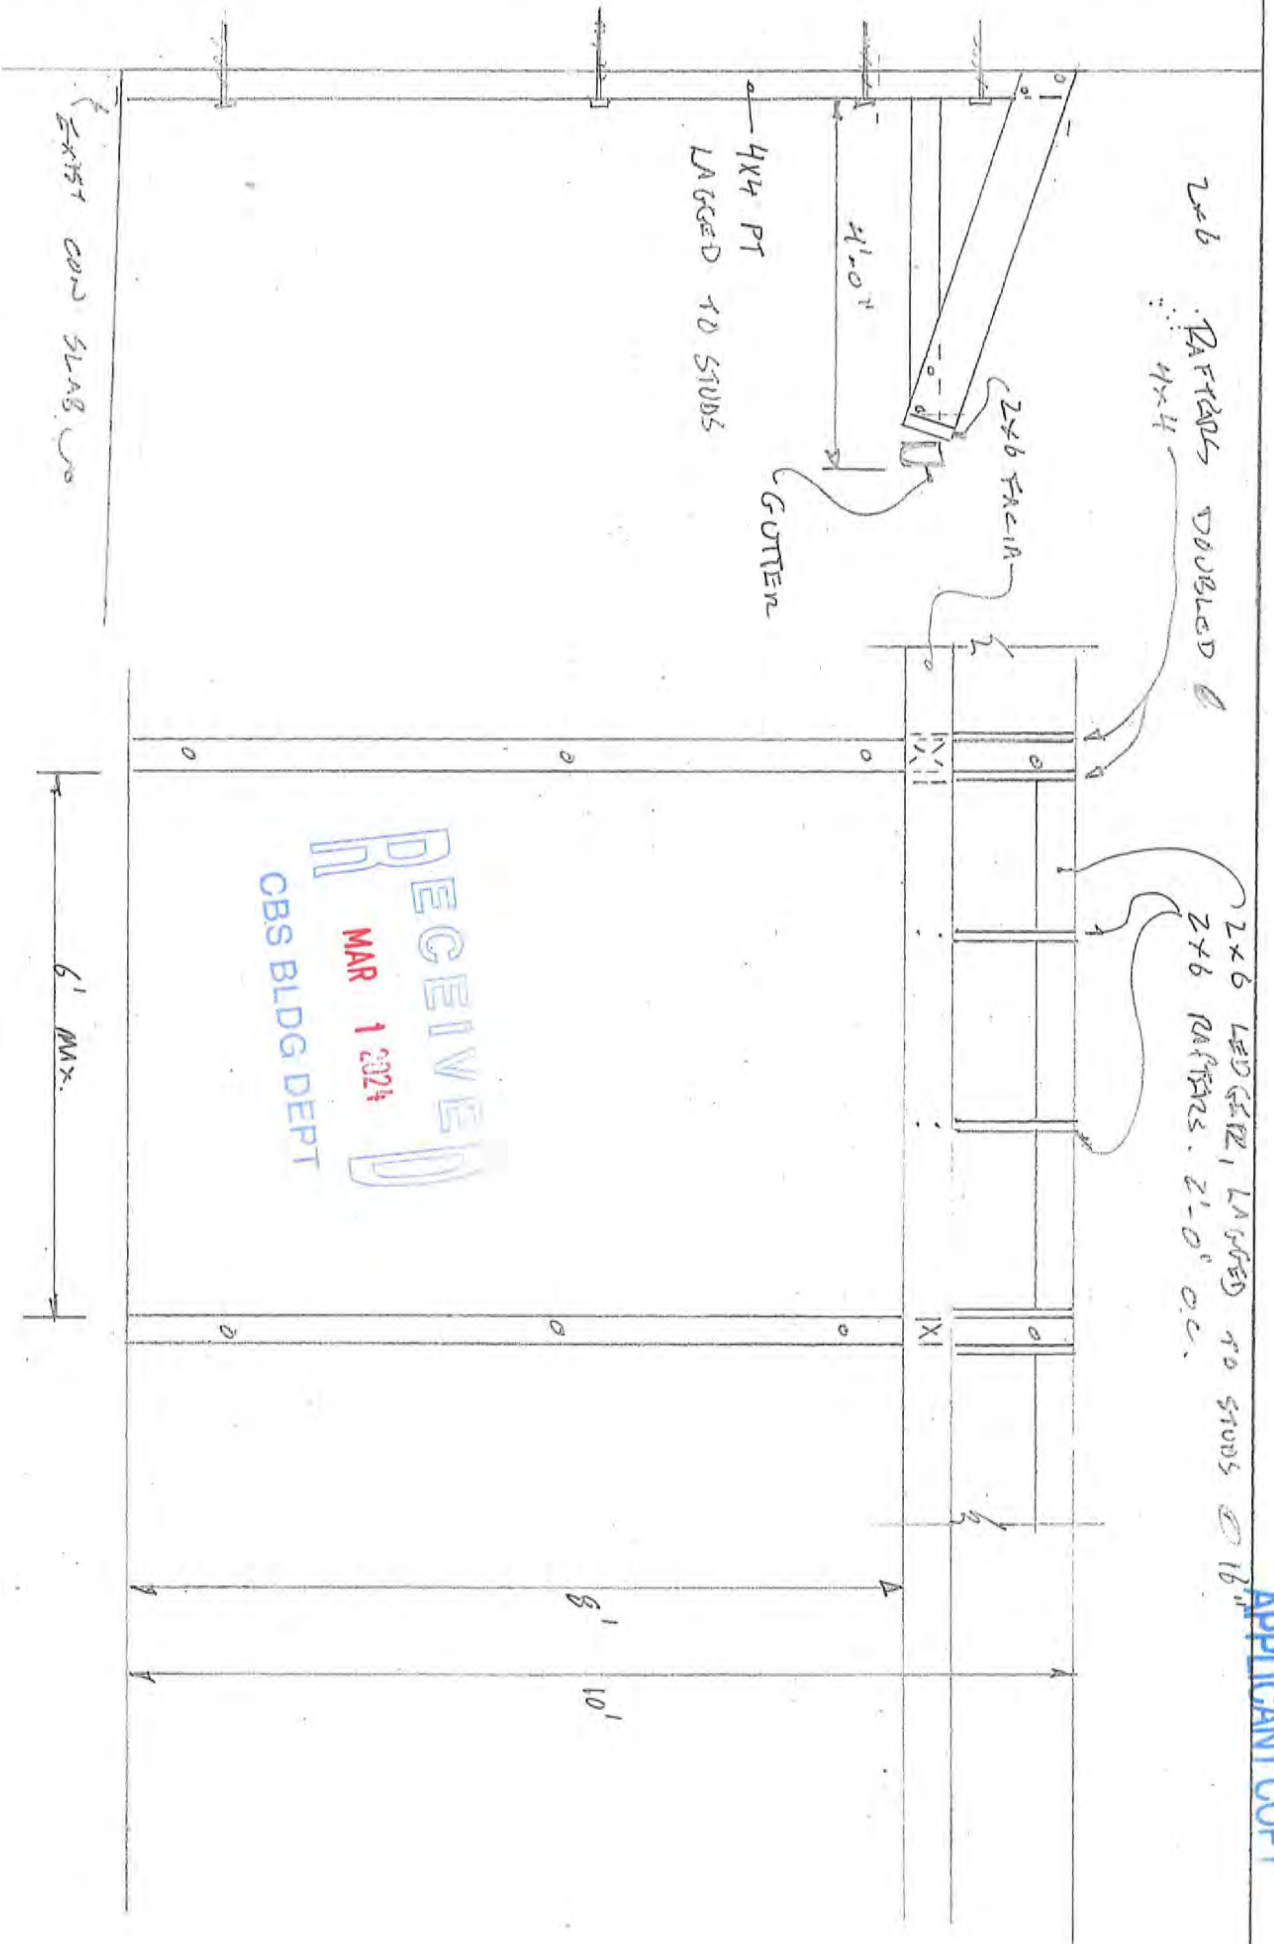 APPLICANT COPY
2x6 RAFTERS DOUBLED @
4x4
2x6 LEDGER, LAGGED TO STUDS @ 16"
2x6 RAFTERS. 2'-0" O.C.
2x6 FACIA
4'-0"
GUTTER
4X4 PT
LAGGED TO STUDS
8'
10'
RECEIVED
MAR 1 2024
CBS BLDG DEPT
EXIST CON SLAB
6' MAX.